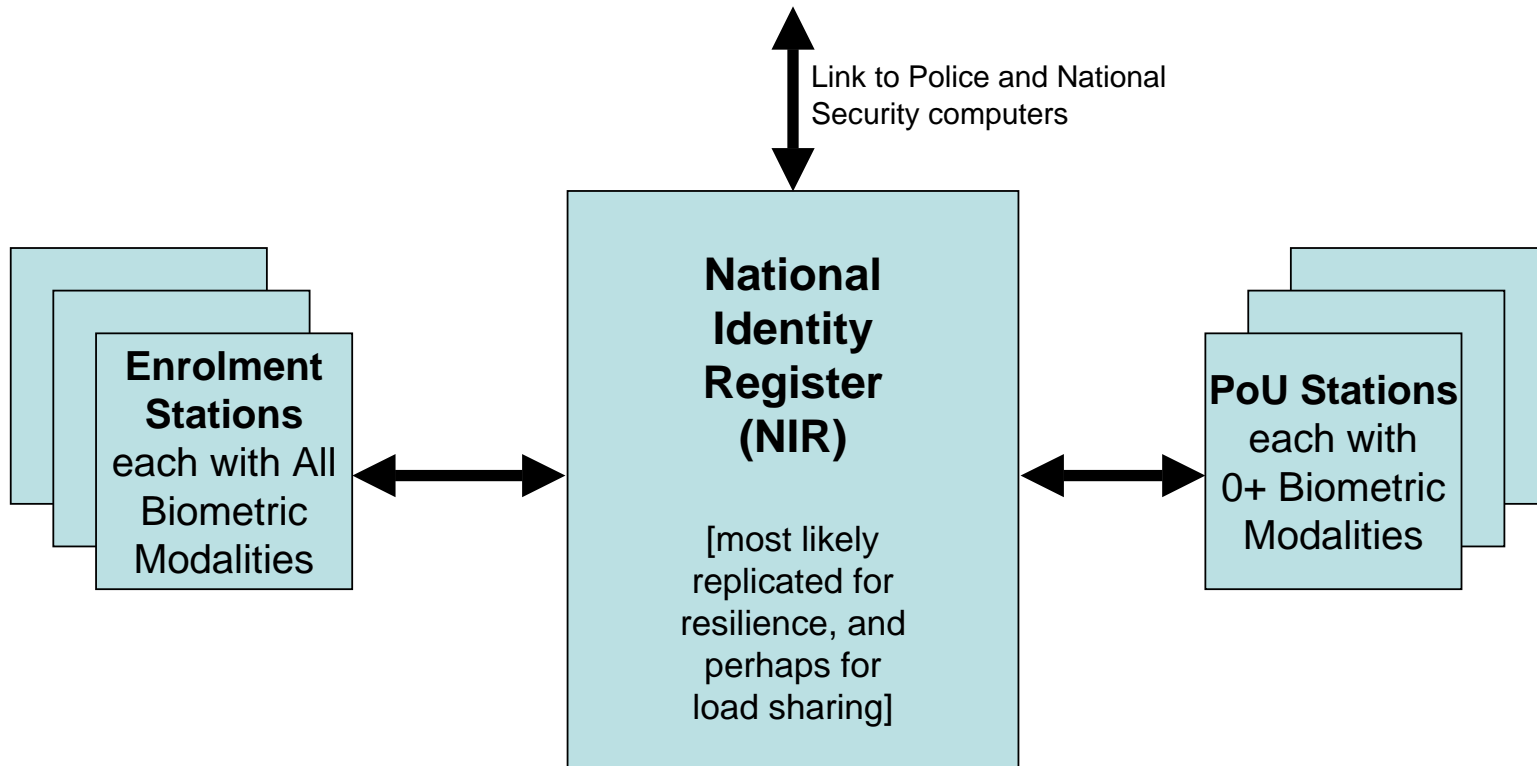 Link to Police and National
Security computers
National
Identity
Register
(NIR)
[most likely
replicated for
resilience, and
perhaps for
load sharing]
Enrolment
Stations
each with All
Biometric
Modalities
PoU Stations
each with
0+ Biometric
Modalities